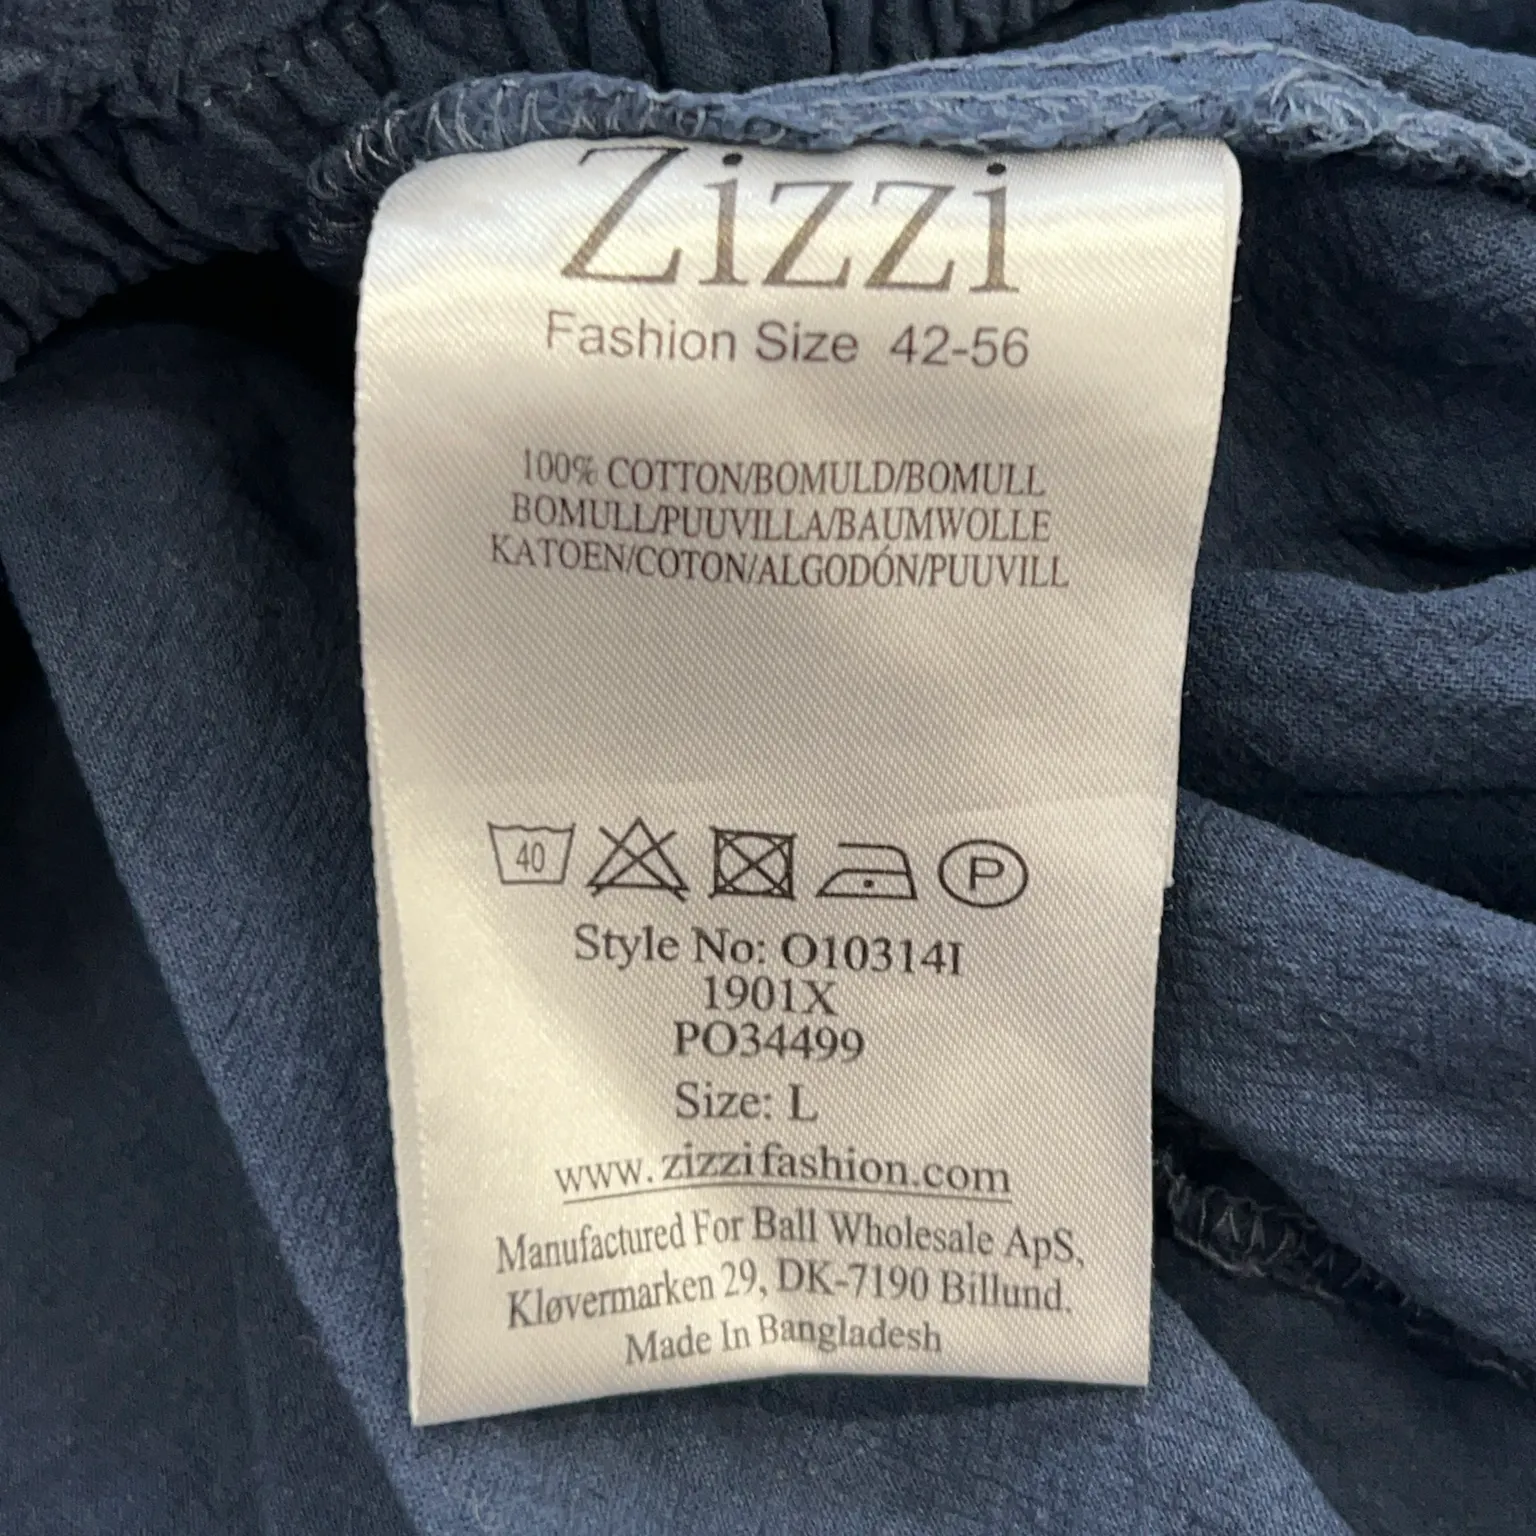 Zizzi
Fashion Size 42-56
100% COTTON/BOMULD/BOMULL
BOMULL/PUUVILLA/BAUMWOLLE
KATOEN/COTON/ALGODÓN/PUUVILL
40 P
Style No: O10314I
1901X
PO34499
Size: L
www.zizzifashion.com
Manufactured For Ball Wholesale ApS,
Kløvermarken 29, DK-7190 Billund.
Made In Bangladesh